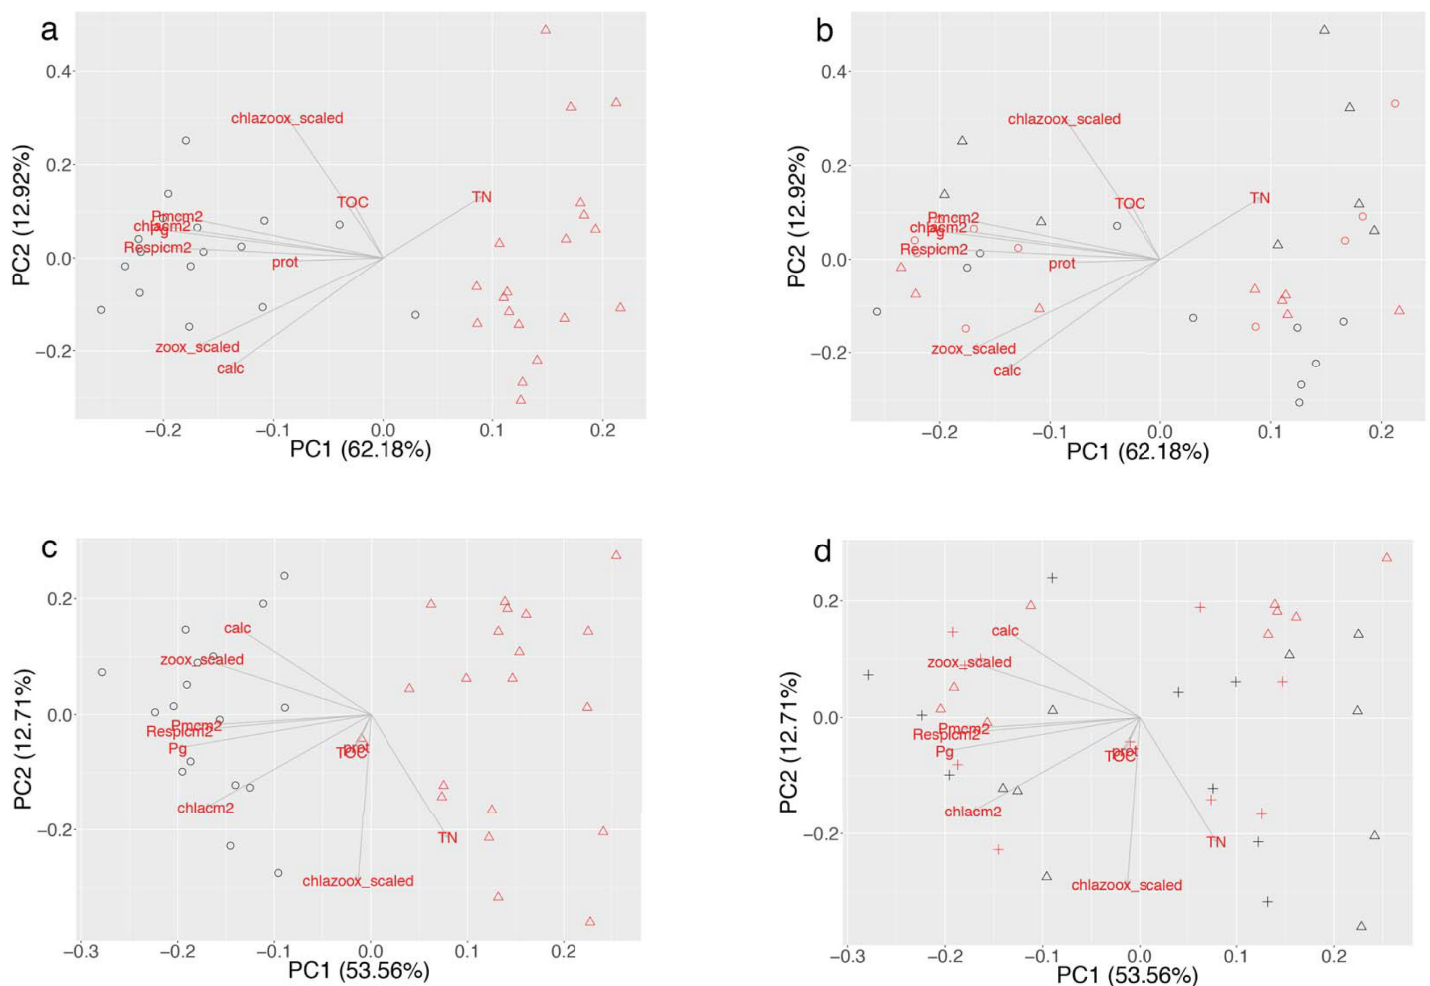 a
PC2 (12.92%)
0.4
0.2
0.0
−0.2
chlazoox_scaled
TOC
TN
Pmcm2
chlacm2
Pg
Respicm2
prot
zoox_scaled
calc
−0.2 −0.1 0.0 0.1 0.2
PC1 (62.18%)
b
PC2 (12.92%)
0.4
0.2
0.0
−0.2
chlazoox_scaled
TOC
TN
Pmcm2
chlacm2
Pg
Respicm2
prot
zoox_scaled
calc
−0.2 −0.1 0.0 0.1 0.2
PC1 (62.18%)
c
PC2 (12.71%)
0.2
0.0
−0.2
calc
zoox_scaled
Pmcm2
Respicm2
Pg
prot
TOC
chlacm2
TN
chlazoox_scaled
−0.3 −0.2 −0.1 0.0 0.1 0.2
PC1 (53.56%)
d
PC2 (12.71%)
0.2
0.0
−0.2
calc
zoox_scaled
Pmcm2
Respicm2
Pg
prot
TOC
chlacm2
TN
chlazoox_scaled
−0.3 −0.2 −0.1 0.0 0.1 0.2
PC1 (53.56%)